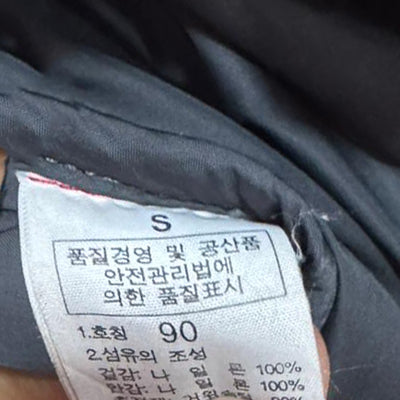 S
품질경영 및 공산품
안전관리법에
의한 품질표시
1.호칭 90
2.섬유의 조성
겉감: 나 일 론 100%
안감: 나 일 론 100%